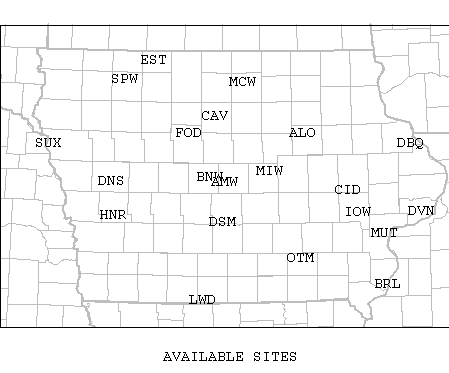 EST
SPW
MCW
CAV
FOD
ALO
SUX
DBQ
MIW
BNW
AMW
DNS
CID
HNR
IOW
DVN
DSM
MUT
OTM
BRL
LWD
AVAILABLE SITES